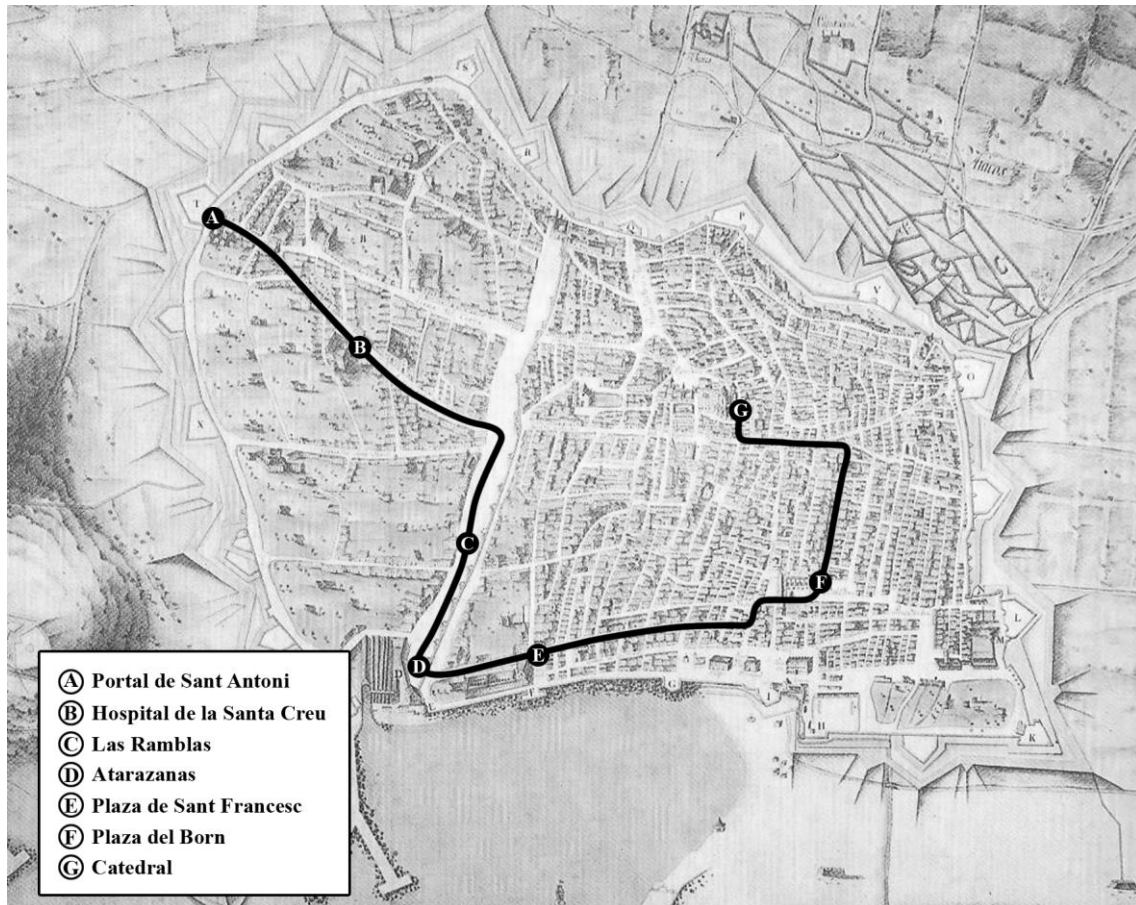 S
R
T
A
P
Q
V
B
O
G
X
C
F
L
M
D
D
E
G
I
H
K
A Portal de Sant Antoni
B Hospital de la Santa Creu
C Las Ramblas
D Atarazanas
E Plaza de Sant Francesc
F Plaza del Born
G Catedral